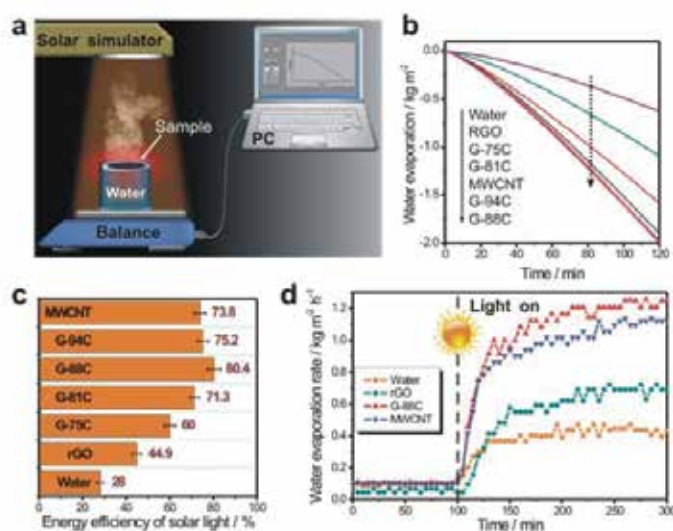 a
Solar simulator
Sample
Water
Balance
PC
b
Water evaporation / kg m⁻²
0.0
-0.5
-1.0
-1.5
-2.0
Water
RGO
G-75C
G-81C
MWCNT
G-94C
G-88C
0 20 40 60 80 100 120
Time / min
c
MWCNT 73.8
G-94C 75.2
G-88C 80.4
G-81C 71.3
G-75C 60
rGO 44.9
Water 28
0 20 40 60 80 100
Energy efficiency of solar light / %
d
Light on
Water evaporation rate / kg m² h⁻¹
1.2
0.9
0.6
0.4
0.2
0.0
Water
rGO
G-88C
MWCNT
0 50 100 150 200 250 300
Time / min